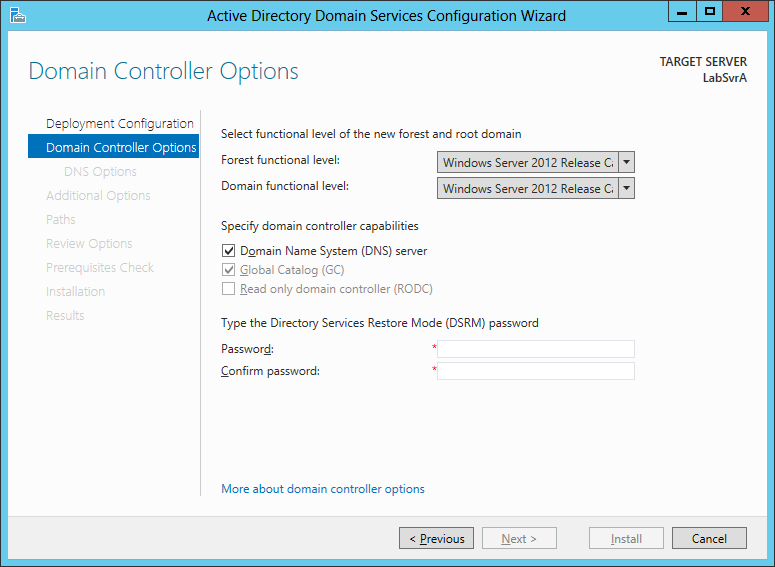 Active Directory Domain Services Configuration Wizard
Domain Controller Options
TARGET SERVER
LabSvrA
Deployment Configuration
Domain Controller Options
DNS Options
Additional Options
Paths
Review Options
Prerequisites Check
Installation
Results
Select functional level of the new forest and root domain
Forest functional level: Windows Server 2012 Release Ca
Domain functional level: Windows Server 2012 Release Ca
Specify domain controller capabilities
Domain Name System (DNS) server
Global Catalog (GC)
Read only domain controller (RODC)
Type the Directory Services Restore Mode (DSRM) password
Password: *
Confirm password: *
More about domain controller options
< Previous Next > Install Cancel